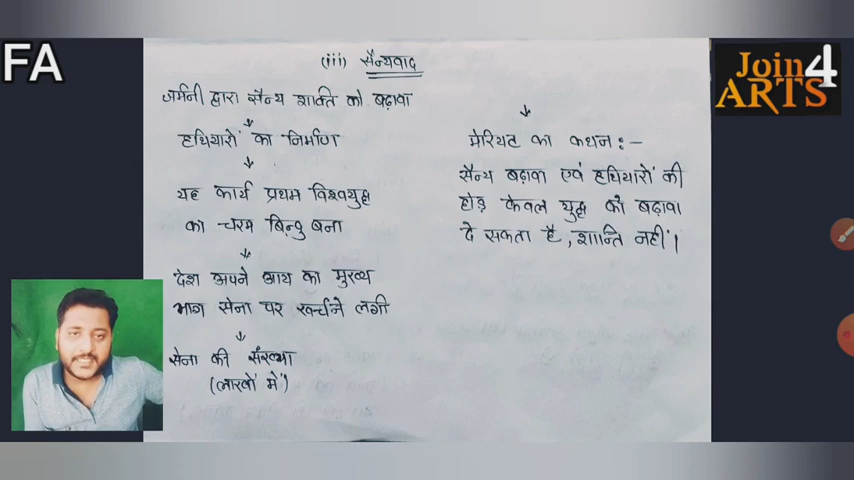 FA
(iii) सैन्यवाद
जर्मनी द्वारा सैन्य शक्ति को बढ़ावा
↓
हथियारों का निर्माण
↓
यह कार्य प्रथम विश्वयुद्ध
का चरम बिन्दु बना
↓
देश अपने आय का मुख्य
भाग सेना पर खर्चने लगी
↓
सेना की संख्या
(लाखों में)
↓
मेरियट का कथन :-
सैन्य बढ़ावा एवं हथियारों की
होड़ केवल युद्ध को बढ़ावा
दे सकता है, शान्ति नहीं।
Join4
ARTS